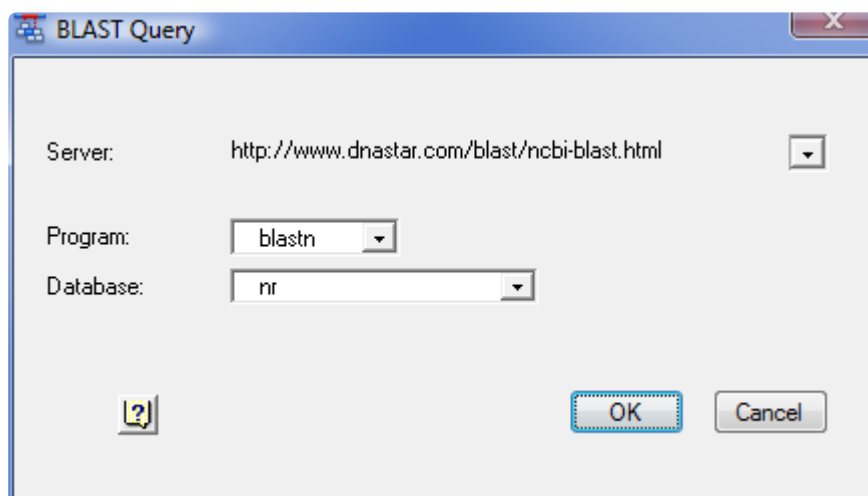 BLAST Query
Server: http://www.dnastar.com/blast/ncbi-blast.html
Program: blastn
Database: nr
OK Cancel